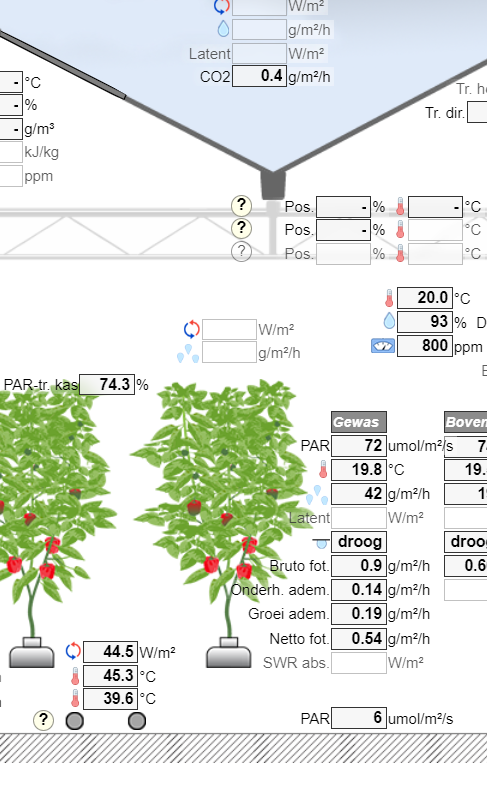 W/m²
g/m²/h
Latent W/m²
CO2 0.4 g/m²/h
- °C
- %
- g/m³
kJ/kg
ppm
Tr. h
Tr. dir.
? Pos. - % - °C
? Pos. - % °C
? Pos. % °C
20.0 °C
93 % D
800 ppm
W/m²
g/m²/h
PAR-tr. kas 74.3 %
Gewas Boven
PAR 72 umol/m²/s 7
19.8 °C 19.
42 g/m²/h 1
Latent W/m²
droog droog
Bruto fot. 0.9 g/m²/h 0.6
Onderh. adem. 0.14 g/m²/h
Groei adem. 0.19 g/m²/h
Netto fot. 0.54 g/m²/h
SWR abs. W/m²
44.5 W/m²
45.3 °C
39.6 °C
?
PAR 6 umol/m²/s